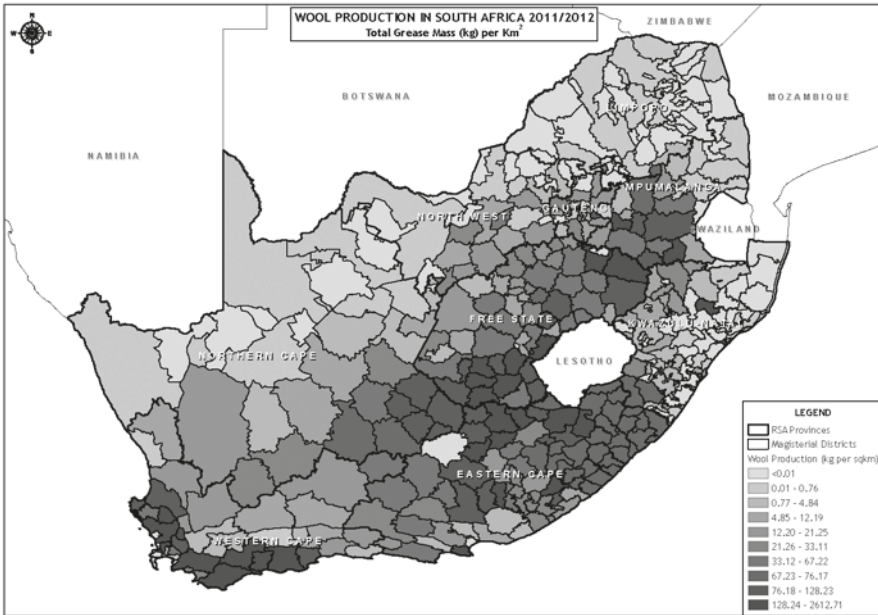 WOOL PRODUCTION IN SOUTH AFRICA 2011/2012
Total Grease Mass (kg) per Km²
N
W
E
S
ZIMBABWE
BOTSWANA
MOZAMBIQUE
NAMIBIA
LIMPOPO
MPUMALANGA
NORTH WEST
GAUTENG
WAZILAND
FREE STATE
KWAZULU-NATAL
NORTHERN CAPE
LESOTHO
EASTERN CAPE
WESTERN CAPE
LEGEND
RSA Provinces
Magisterial Districts
Wool Production (kg per sqkm)
<0.01
0.01 - 0.76
0.77 - 4.84
4.85 - 12.19
12.20 - 21.25
21.26 - 33.11
33.12 - 67.22
67.23 - 76.17
76.18 - 128.23
128.24 - 2612.71